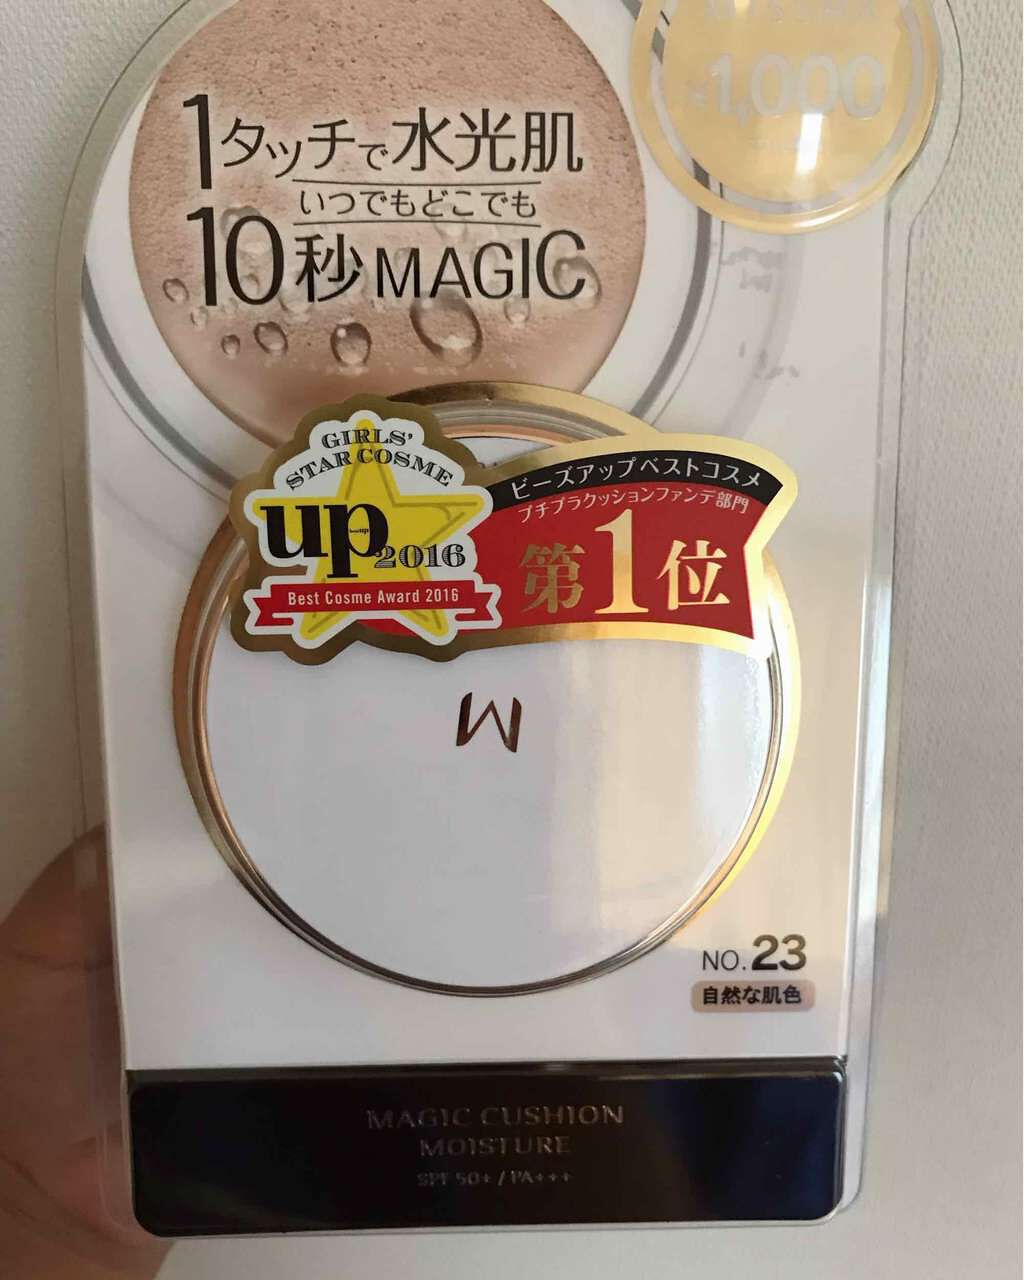 ¥1,000
1タッチで水光肌
いつでもどこでも
10秒MAGIC
GIRLS'
STAR COSME
up
2016
Best Cosme Award 2016
ビーズアップベストコスメ
プチプラクッションファンデ部門
第1位
M
NO.23
自然な肌色
MAGIC CUSHION
MOISTURE
SPF 50+ / PA+++